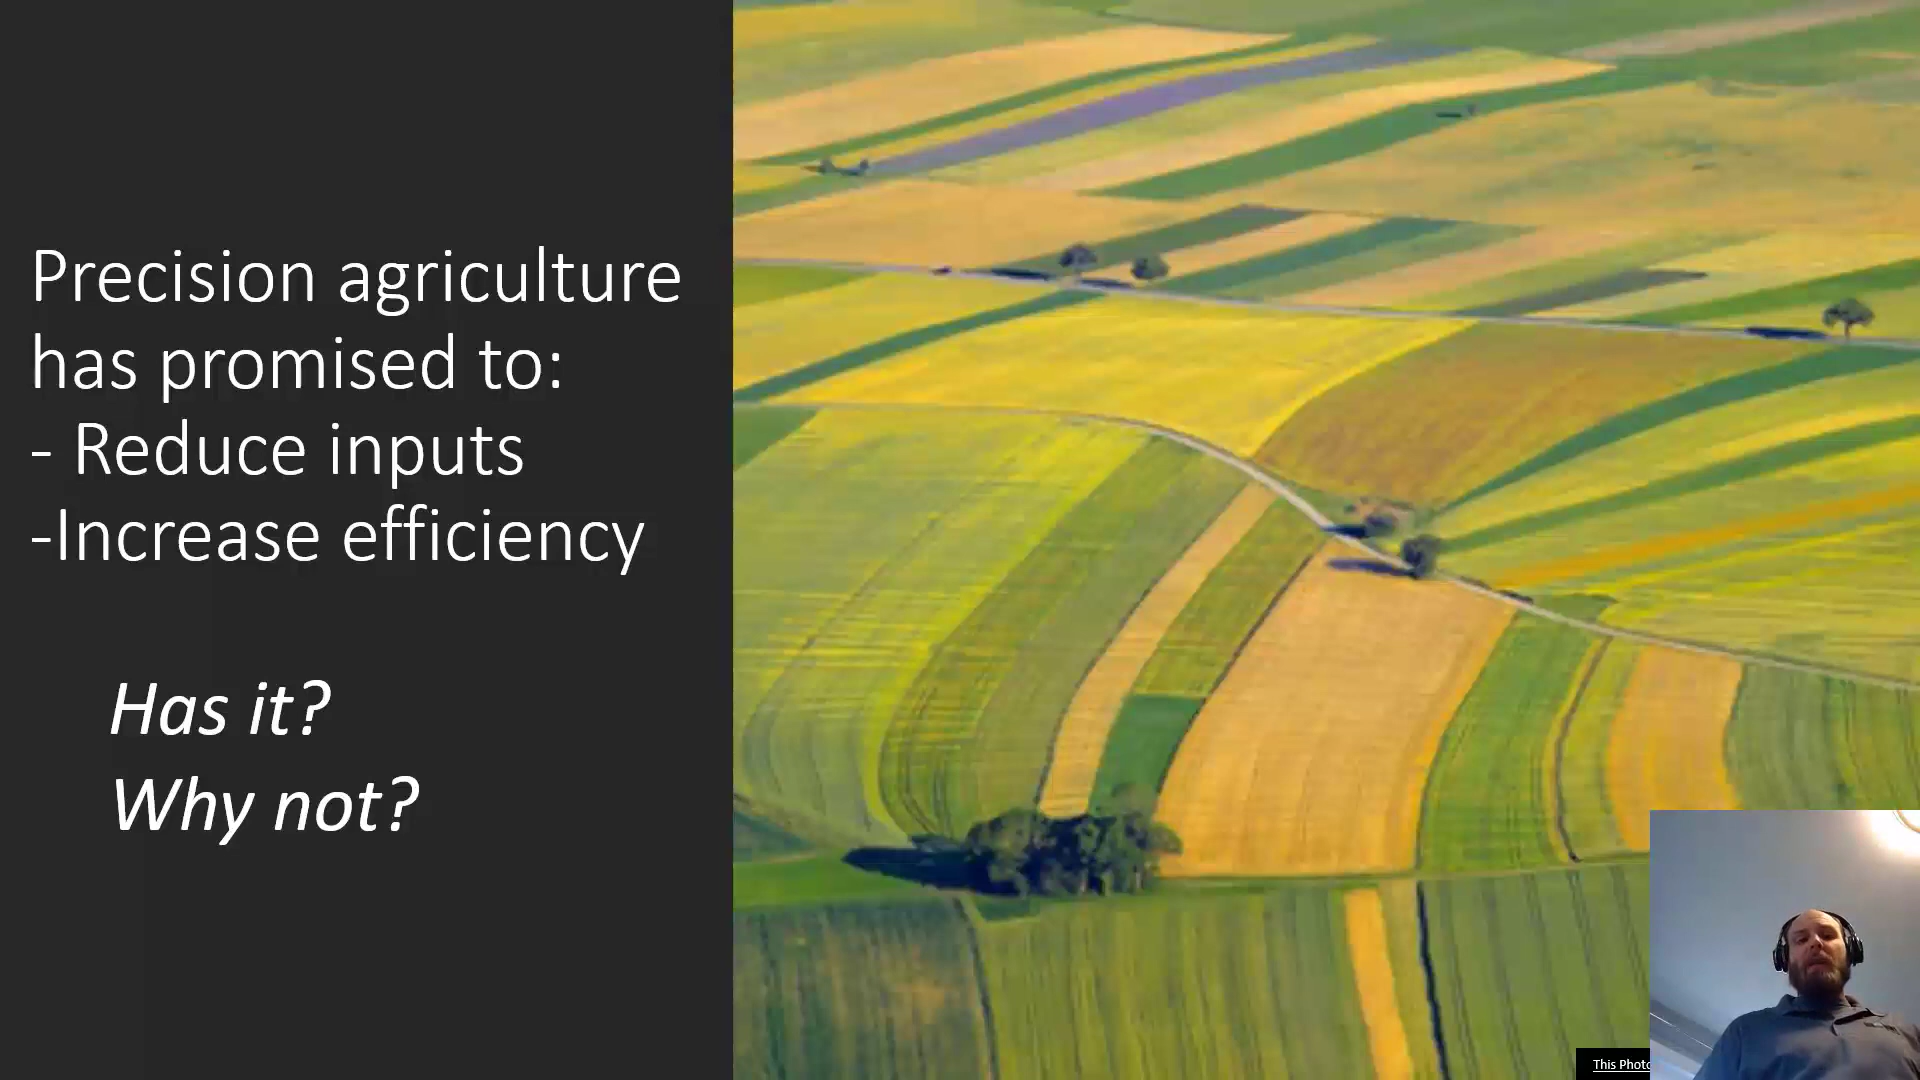 Precision agriculture
has promised to:
- Reduce inputs
-Increase efficiency
Has it?
Why not?
This Photo